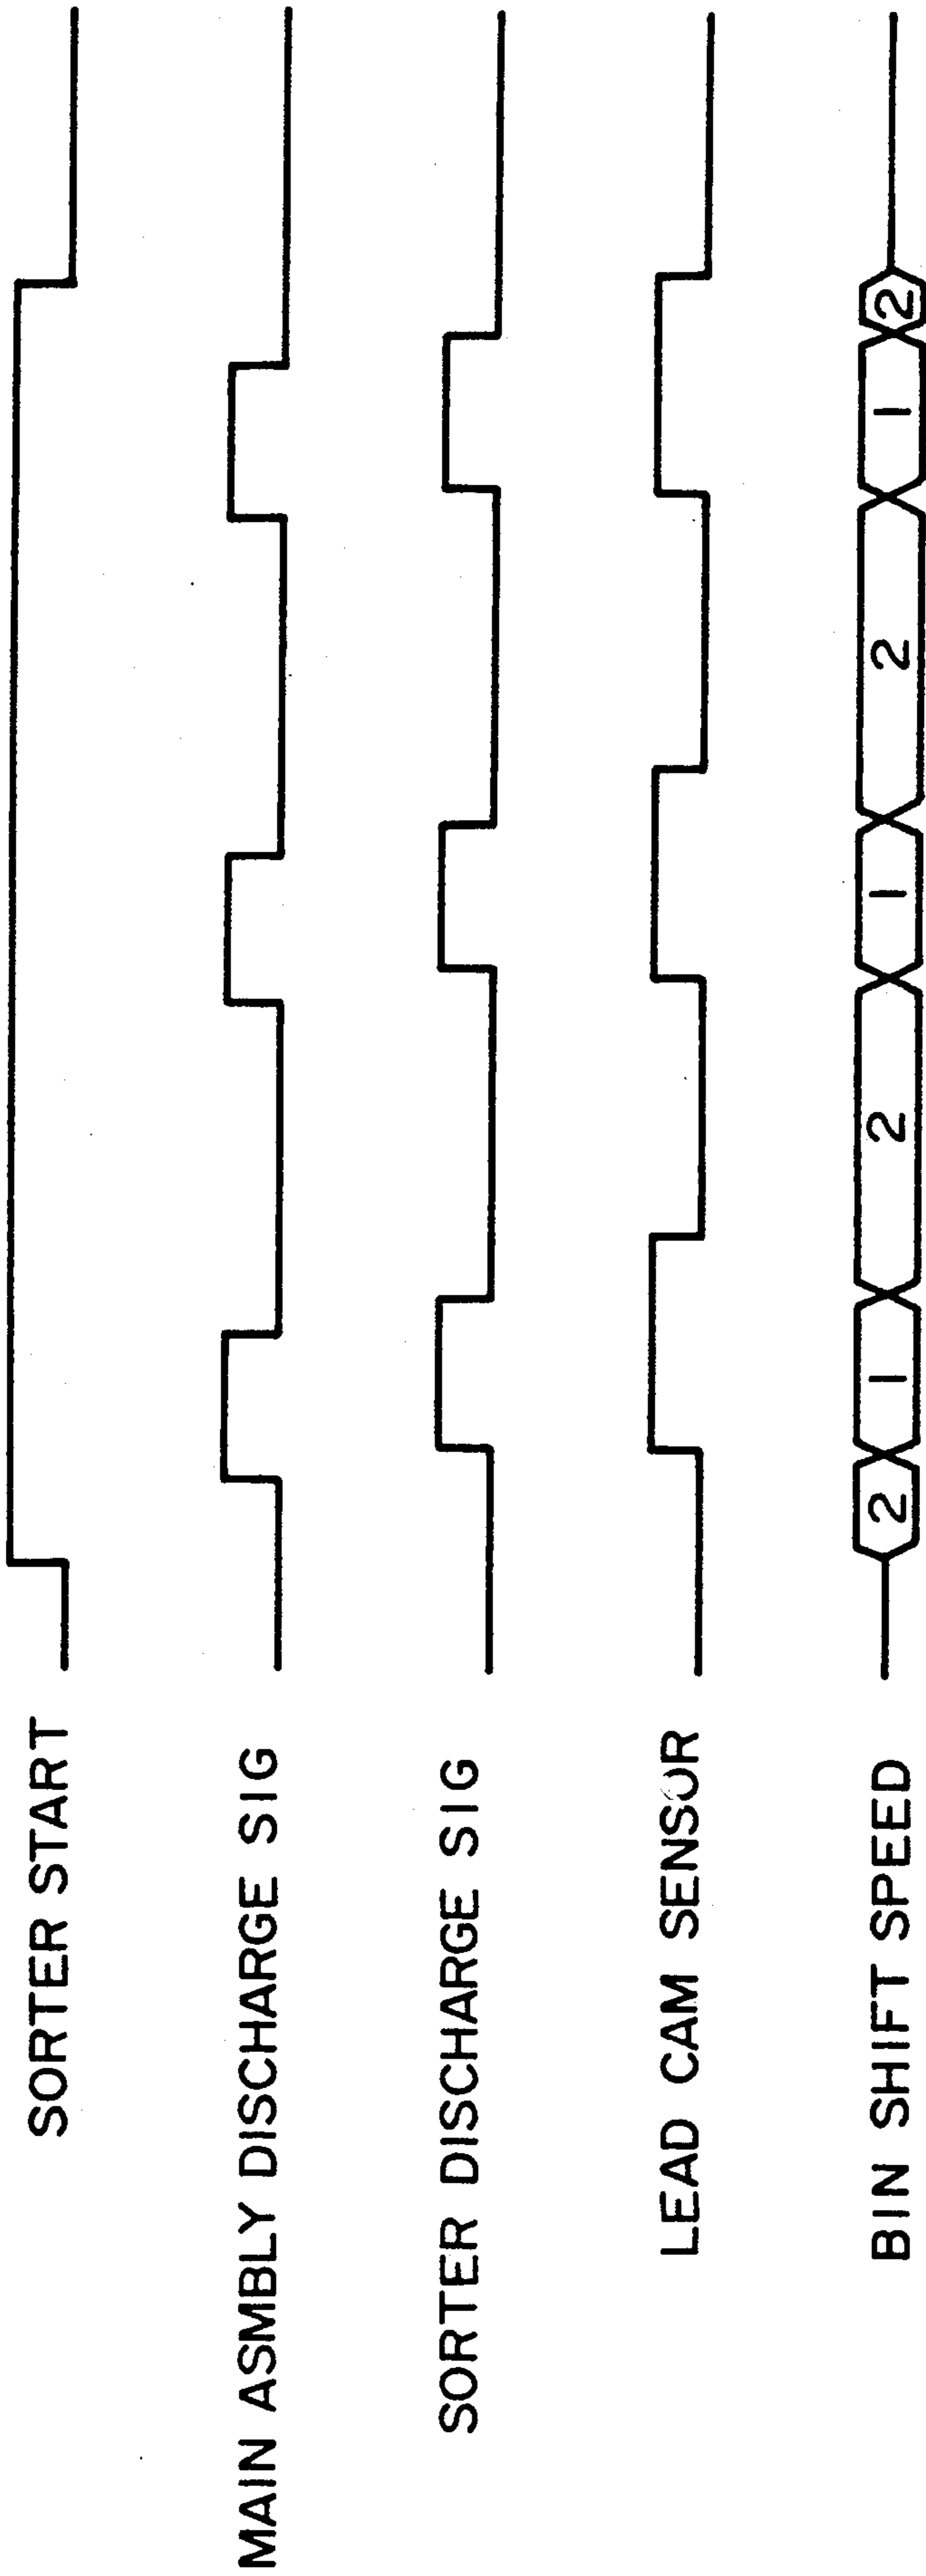 SORTER START
MAIN ASMBLY DISCHARGE SIG
SORTER DISCHARGE SIG
LEAD CAM SENSOR
BIN SHIFT SPEED
2 1 2 1 2 1 2